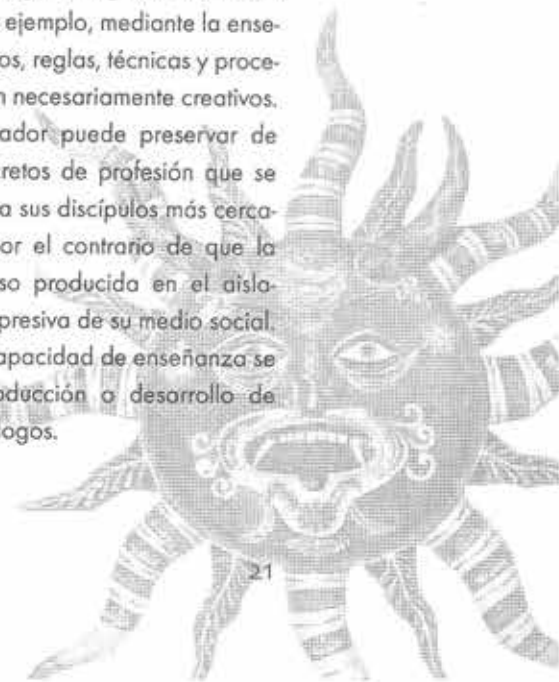 ejemplo, mediante la ense-
os, reglas, técnicas y proce-
n necesariamente creativos.
ador puede preservar de
retos de profesión que se
a sus discípulos más cerca-
or el contrario de que la
so producida en el aisla-
presiva de su medio social.
apacidad de enseñanza se
oducción o desarrollo de
logos.
21